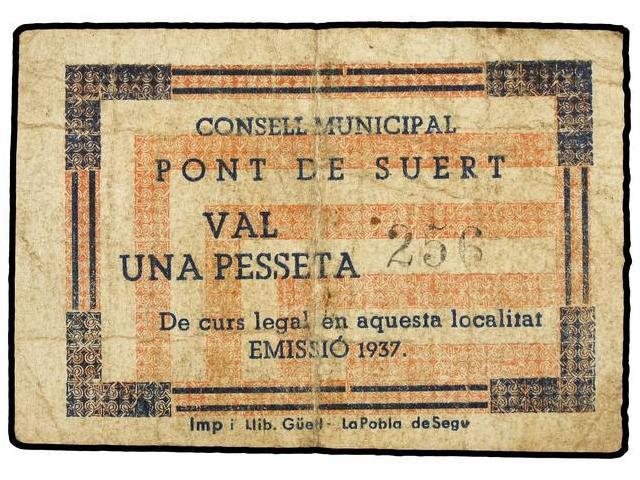 CONSELL MUNICIPAL
PONT DE SUERT
VAL
UNA PESSETA 256
De curs legal en aquesta localitat
EMISSIÓ 1937.
Imp i Llib. Güell - La Pobla de Segu